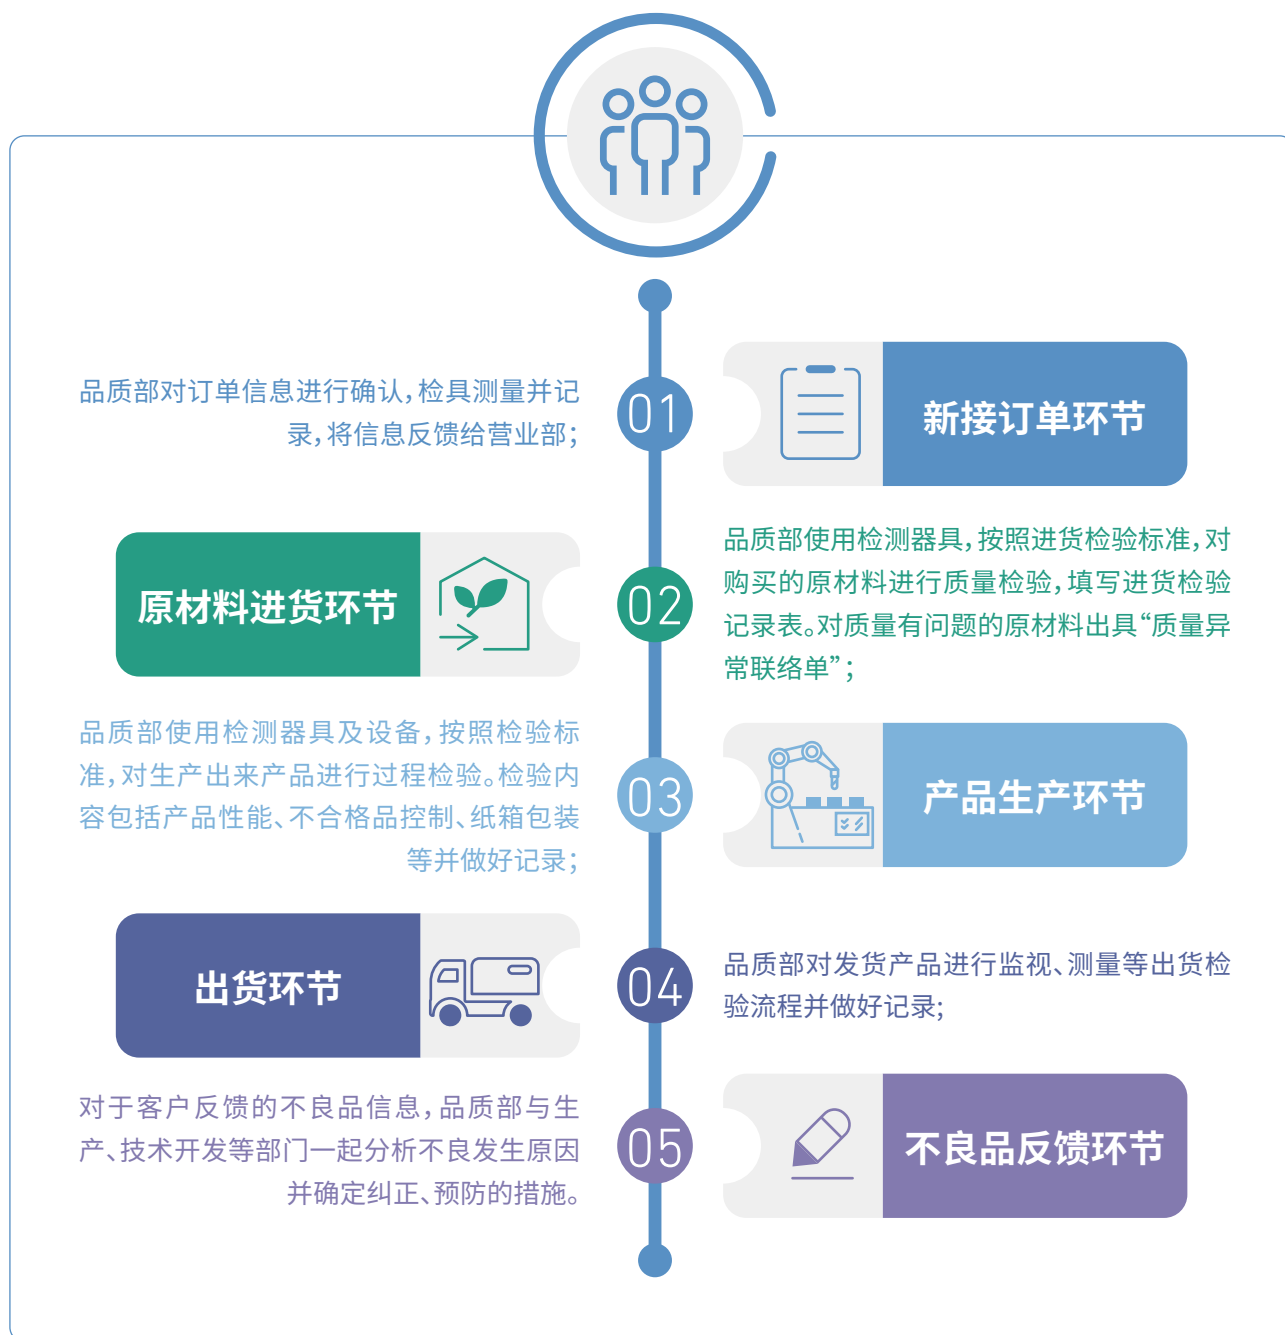 品质部对订单信息进行确认，检具测量并记
录，将信息反馈给营业部；
01
新接订单环节
原材料进货环节
02
品质部使用检测器具，按照进货检验标准，对
购买的原材料进行质量检验，填写进货检验
记录表。对质量有问题的原材料出具“质量异
常联络单”；
品质部使用检测器具及设备，按照检验标
准，对生产出来产品进行过程检验。检验内
容包括产品性能、不合格品控制、纸箱包装
等并做好记录；
03
产品生产环节
出货环节
04
品质部对发货产品进行监视、测量等出货检
验流程并做好记录;
对于客户反馈的不良品信息，品质部与生
产、技术开发等部门一起分析不良发生原因
并确定纠正、预防的措施。
05
不良品反馈环节